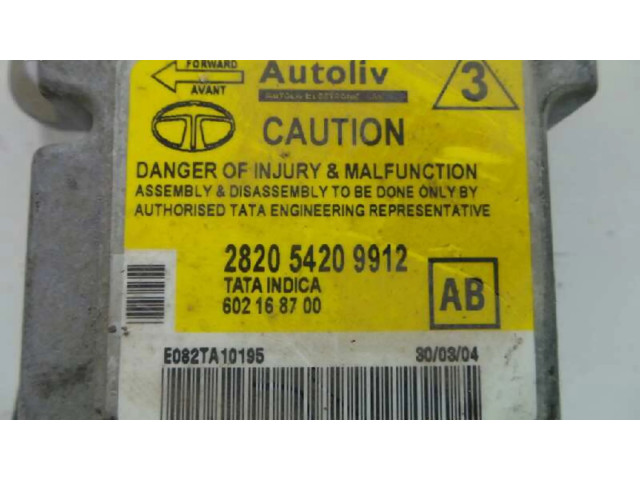 FORWARD
AVANT
Autoliv
3
CAUTION
DANGER OF INJURY & MALFUNCTION
ASSEMBLY & DISASSEMBLY TO BE DONE ONLY BY
AUTHORISED TATA ENGINEERING REPRESENTATIVE
2820 5420 9912
TATA INDICA
602 16 87 00
AB
E082TA10195
30/03/04